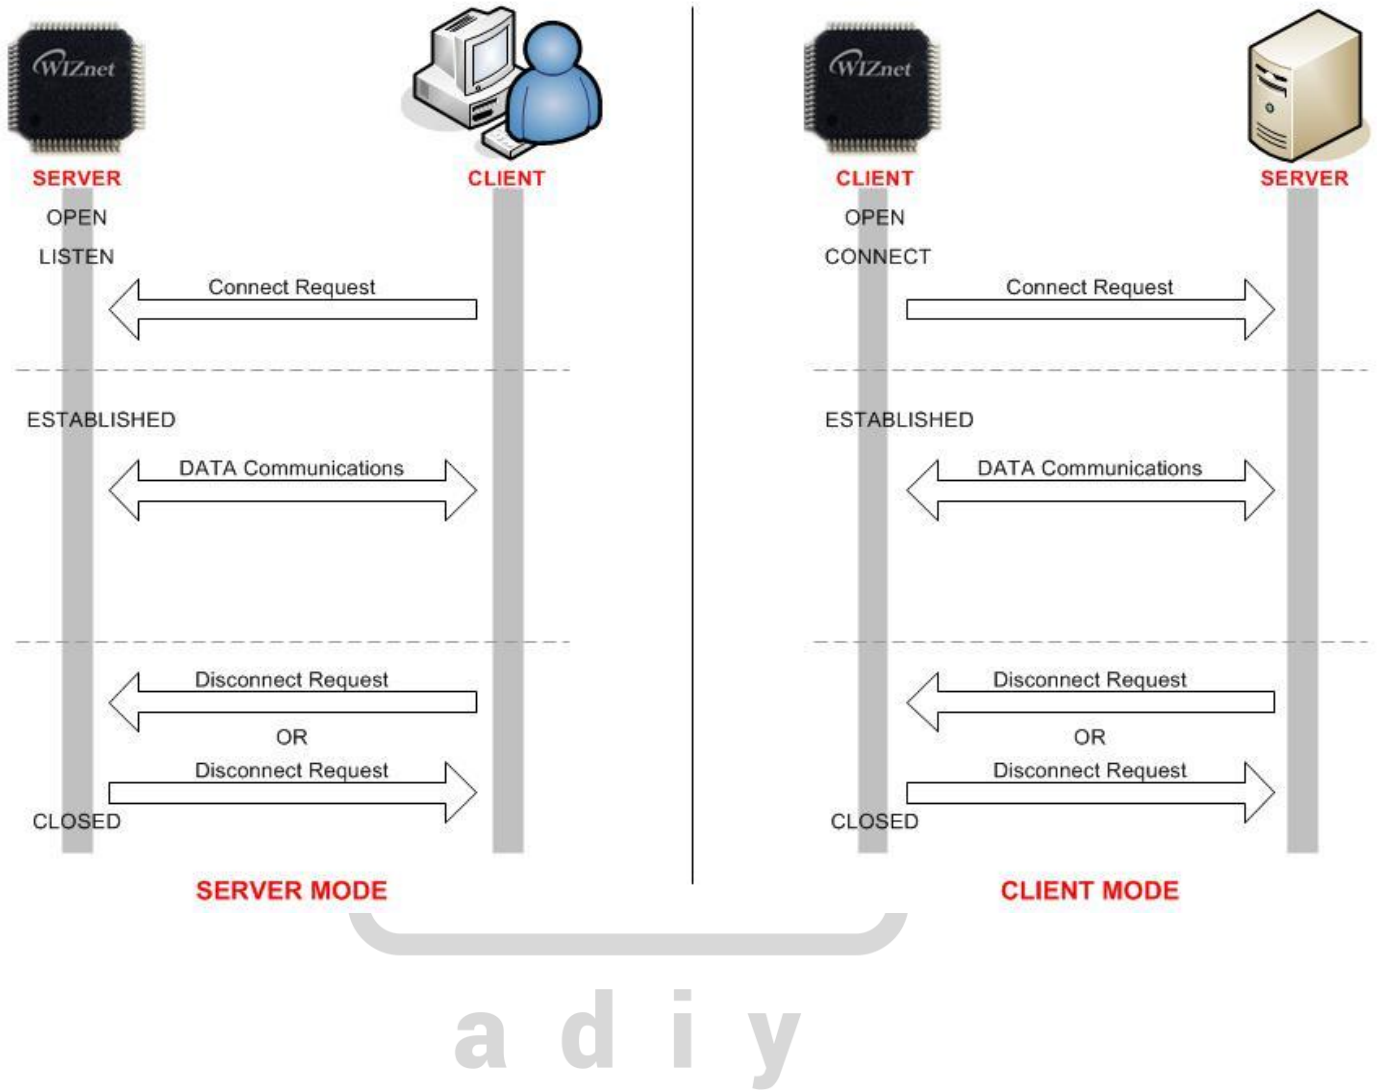 WIZnet
SERVER
CLIENT
OPEN
LISTEN
Connect Request
ESTABLISHED
DATA Communications
Disconnect Request
OR
Disconnect Request
CLOSED
SERVER MODE
WIZnet
CLIENT
SERVER
OPEN
CONNECT
Connect Request
ESTABLISHED
DATA Communications
Disconnect Request
OR
Disconnect Request
CLOSED
CLIENT MODE
adiy